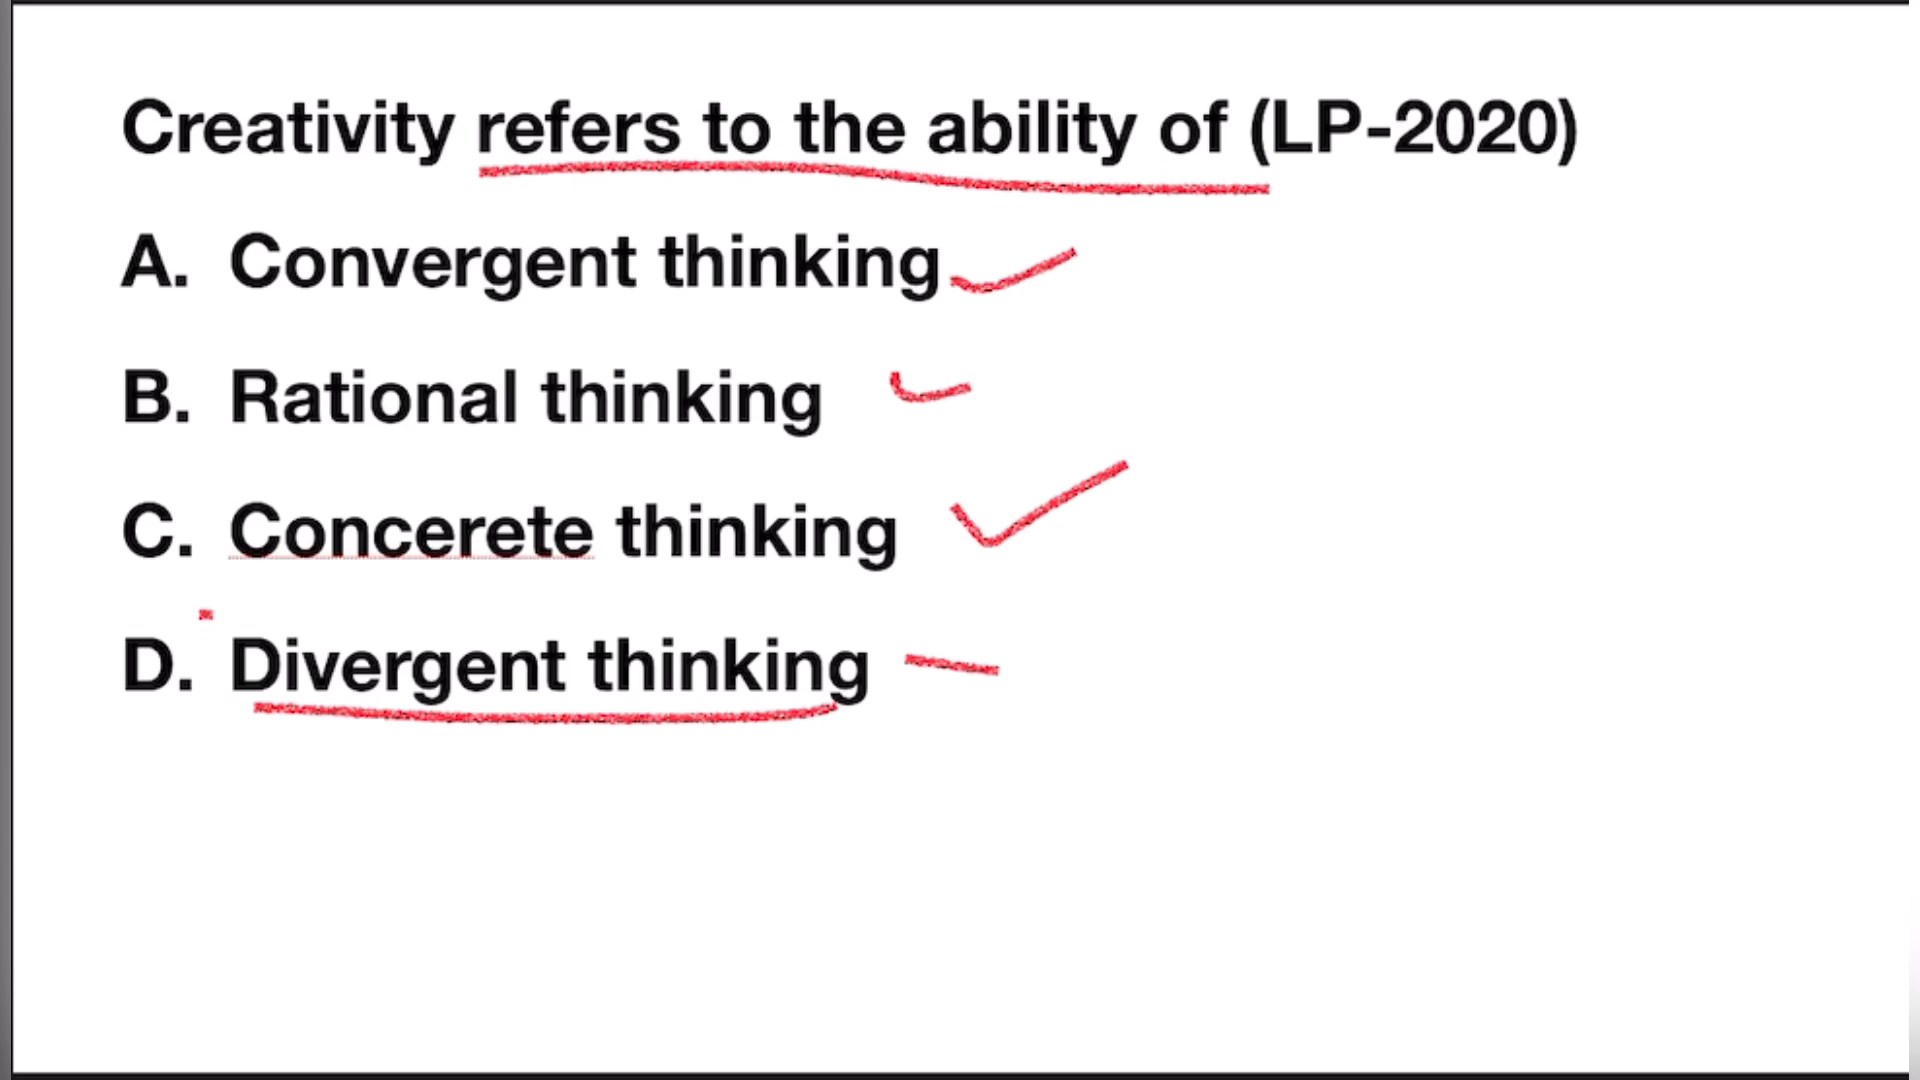 Creativity refers to the ability of (LP-2020)
A. Convergent thinking
B. Rational thinking
C. Concerete thinking
D. Divergent thinking